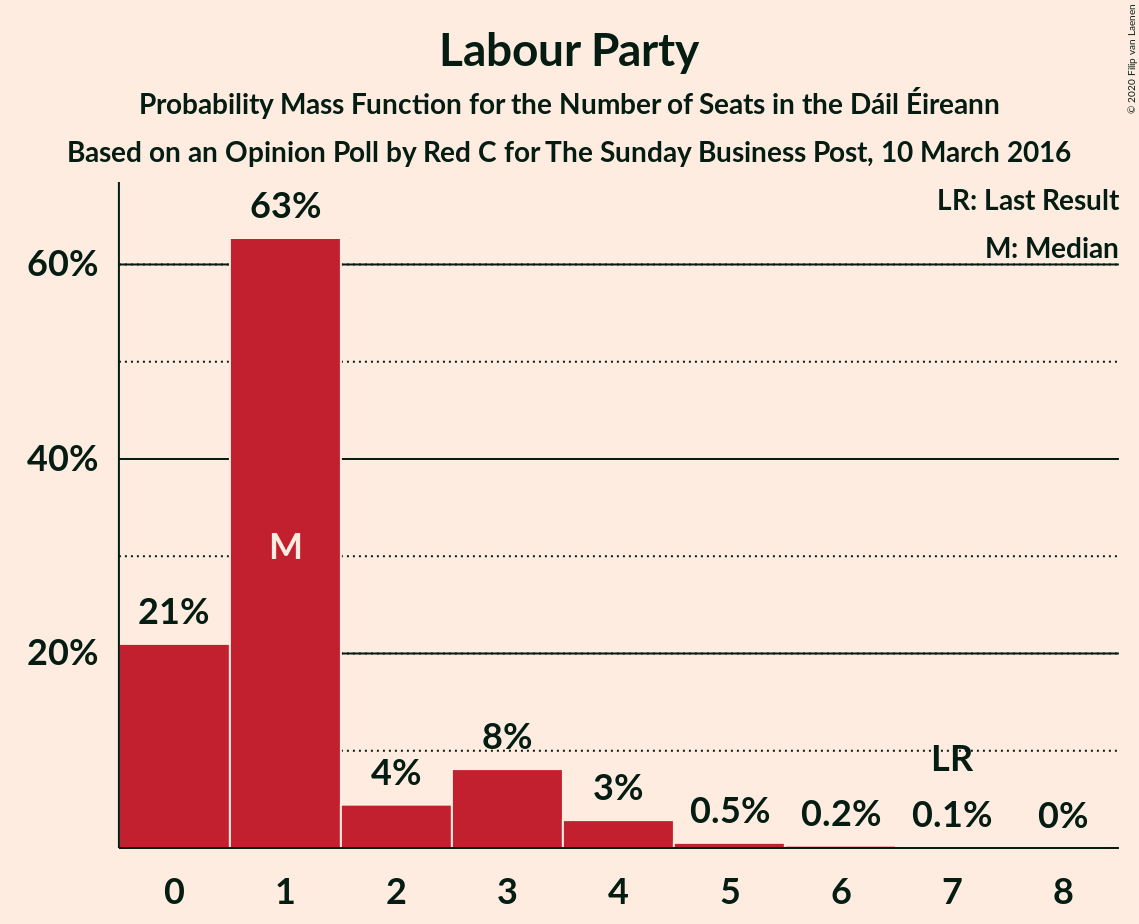 Labour Party
Probability Mass Function for the Number of Seats in the Dáil Éireann
Based on an Opinion Poll by Red C for The Sunday Business Post, 10 March 2016
© 2020 Filip van Laenen
LR: Last Result
M: Median
63%
60%
40%
M
21%
20%
8%
4%
3%
LR
0.5%
0.2%
0.1%
0%
0 1 2 3 4 5 6 7 8